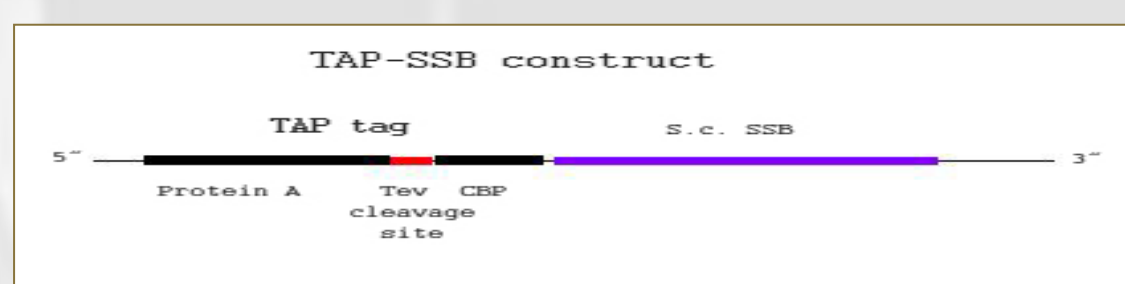 TAP-SSB construct
TAP tag S.c. SSB
5″ 3″
Protein A Tev CBP
cleavage
site